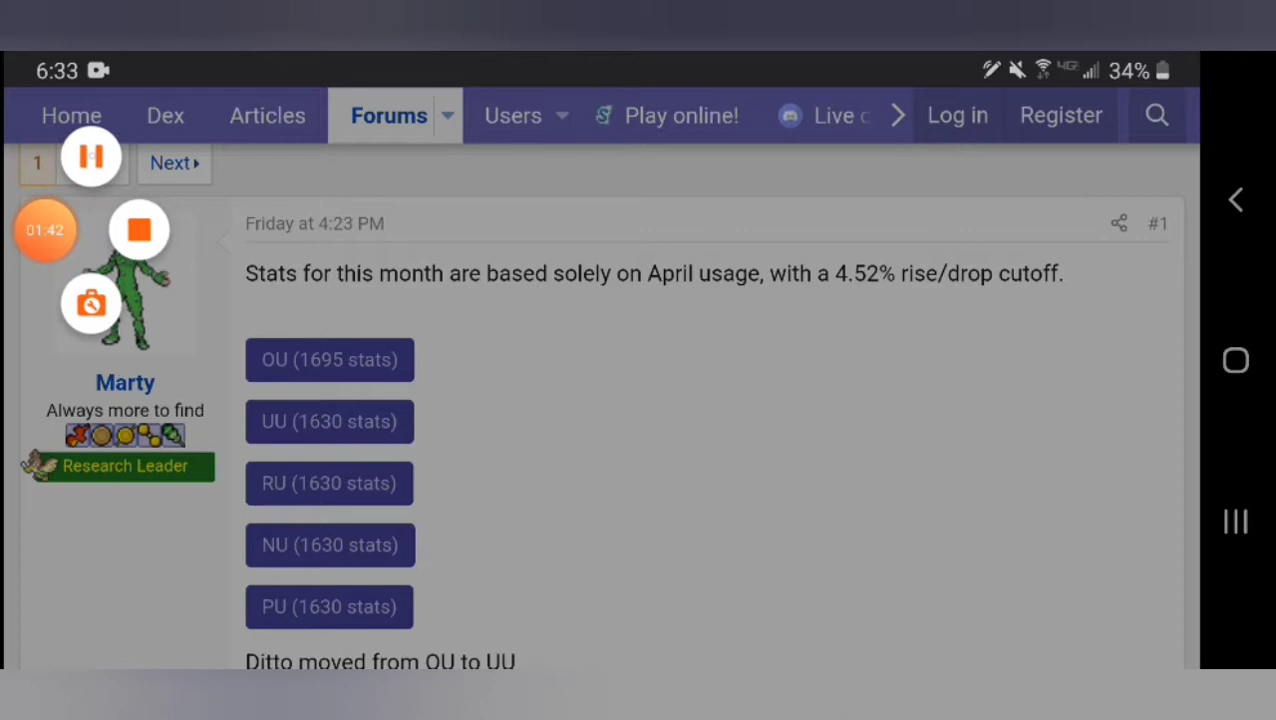 6:33
4G
34%
Home
Dex
Articles
Forums
Users
Play online!
Live c
Log in
Register
1
Next
01:42
Friday at 4:23 PM
#1
Stats for this month are based solely on April usage, with a 4.52% rise/drop cutoff.
OU (1695 stats)
UU (1630 stats)
RU (1630 stats)
NU (1630 stats)
PU (1630 stats)
Marty
Always more to find
Research Leader
Ditto moved from OU to UU